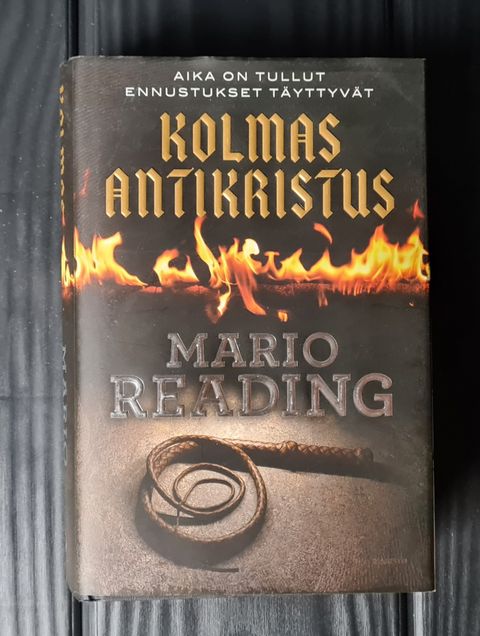 AIKA ON TULLUT
ENNUSTUKSET TÄYTTYVÄT
KOLMAS
ANTIKRISTUS
MARIO
READING